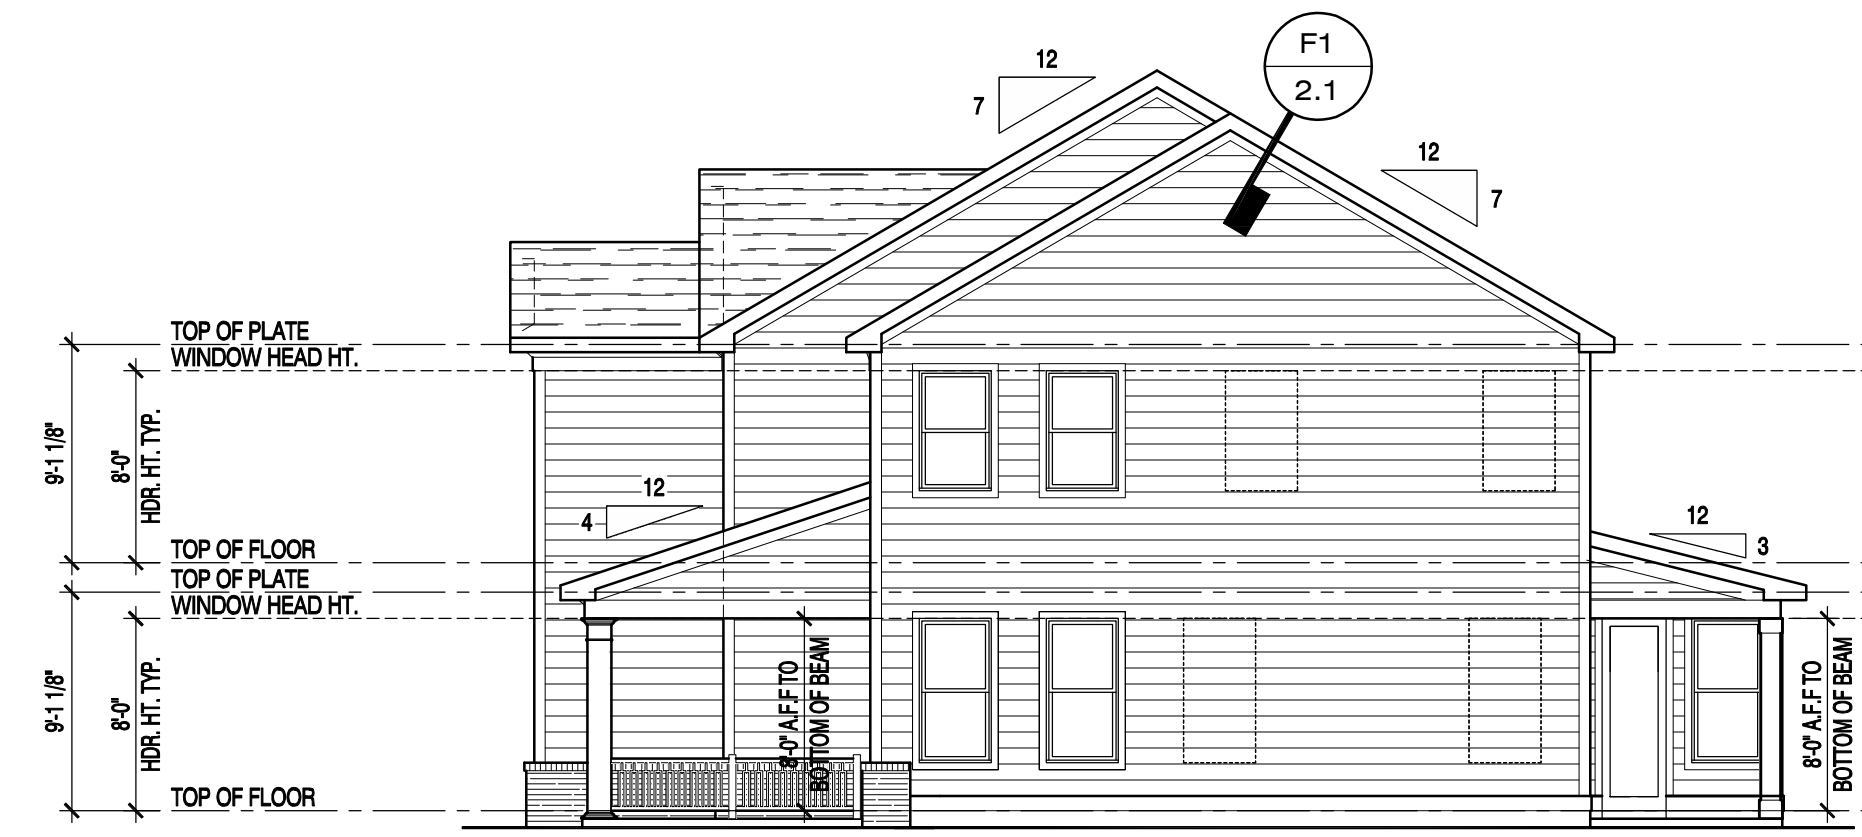 F1
2.1
12
7
12
7
TOP OF PLATE
WINDOW HEAD HT.
9'-1 1/8"
8'-0"
HDR. HT. TYP.
12
4
12
3
TOP OF FLOOR
TOP OF PLATE
WINDOW HEAD HT.
9'-1 1/8"
8'-0"
HDR. HT. TYP.
8'-0" A.F.F TO
BOTTOM OF BEAM
8'-0" A.F.F TO
BOTTOM OF BEAM
TOP OF FLOOR